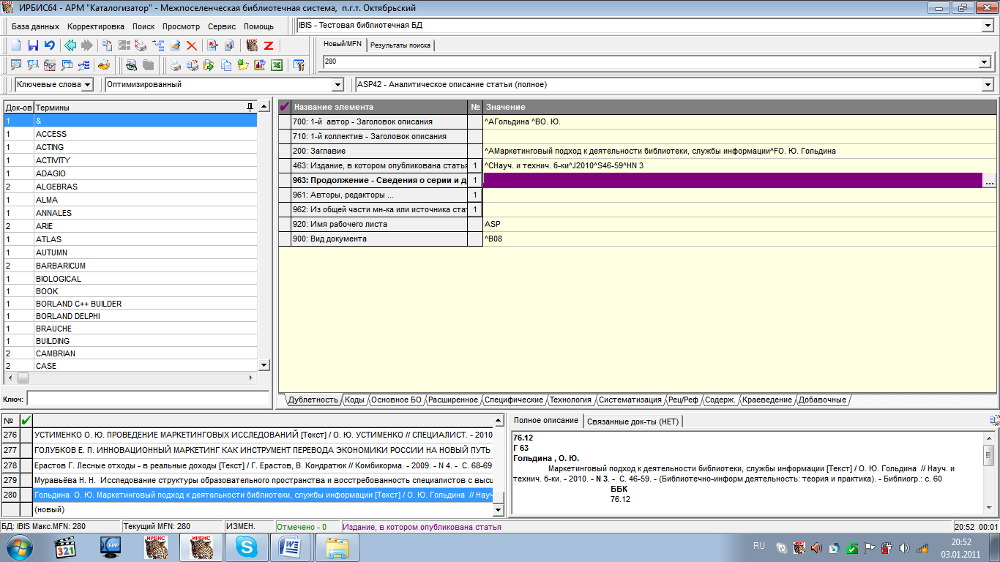 ИРБИС64 - АРМ "Каталогизатор" - Межпоселенческая библиотечная система, п.г.т. Октябрьский
База данных Корректировка Поиск Просмотр Сервис Помощь
IBIS - Тестовая библиотечная БД
Новый/MFN Результаты поиска
280
Ключевые слова Оптимизированный ASP42 - Аналитическое описание статьи (полное)
Док-ов Термины
1 &
1 ACCESS
1 ACTING
1 ACTIVITY
1 ADAGIO
2 ALGEBRAS
1 ALMA
1 ANNALES
2 ARIE
1 ATLAS
1 AUTUMN
2 BARBARICUM
1 BIOLOGICAL
1 BOOK
1 BORLAND C++ BUILDER
1 BORLAND DELPHI
1 BRAUCHE
1 BUILDING
2 CAMBRIAN
2 CASE
Ключ:
Название элемента № Значение
700: 1-й автор - Заголовок описания ^AГольдина ^BО. Ю.
710: 1-й коллектив - Заголовок описания
200: Заглавие ^AМаркетинговый подход к деятельности библиотеки, службы информации^FО. Ю. Гольдина
463: Издание, в котором опубликована статья 1 ^CНауч. и технич. б-ки^J2010^S46-59^HN 3
963: Продолжение - Сведения о серии и д 1 ...
961: Авторы, редакторы ... 1
962: Из общей части мн-ка или источника стат 1
920: Имя рабочего листа ASP
900: Вид документа ^B08
Дублетность Коды Основное БО Расширенное Специфические Технология Систематизация Рец/Реф Содерж. Краеведение Добавочные
№
276 УСТИМЕНКО О. Ю. ПРОВЕДЕНИЕ МАРКЕТИНГОВЫХ ИССЛЕДОВАНИЙ [Текст] / О. Ю. УСТИМЕНКО // СПЕЦИАЛИСТ. - 2010
277 ГОЛУБКОВ Е. П. ИННОВАЦИОННЫЙ МАРКЕТИНГ КАК ИНСТРУМЕНТ ПЕРЕВОДА ЭКОНОМИКИ РОССИИ НА НОВЫЙ ПУТЬ
278 Ерастов Г. Лесные отходы - в реальные доходы [Текст] / Г. Ерастов, В. Кондратюк // Комбикорма. - 2009. - N 4. - С. 68-69
279 Муравьёва Н. Н. Исследование структуры образовательного пространства и восстребованность специалистов с высш
280 Гольдина О. Ю. Маркетинговый подход к деятельности библиотеки, службы информации [Текст] / О. Ю. Гольдина // Науч
(новый)
Полное описание Связанные док-ты (НЕТ)
76.12
Г 63
Гольдина , О. Ю.
Маркетинговый подход к деятельности библиотеки, службы информации [Текст] / О. Ю. Гольдина // Науч. и
технич. б-ки. - 2010. - N 3. - С. 46-59. - (Библиотечно-информ.деятельность: теория и практика). - Библиогр.: с. 60
ББК
76.12
БД: IBIS Макс.MFN: 280 Текущий MFN: 280 ИЗМЕН. Отмечено - 0 Издание, в котором опубликована статья 20:52 00:01
321 KMP ИРБИС ИРБИС RU 20:52
03.01.2011